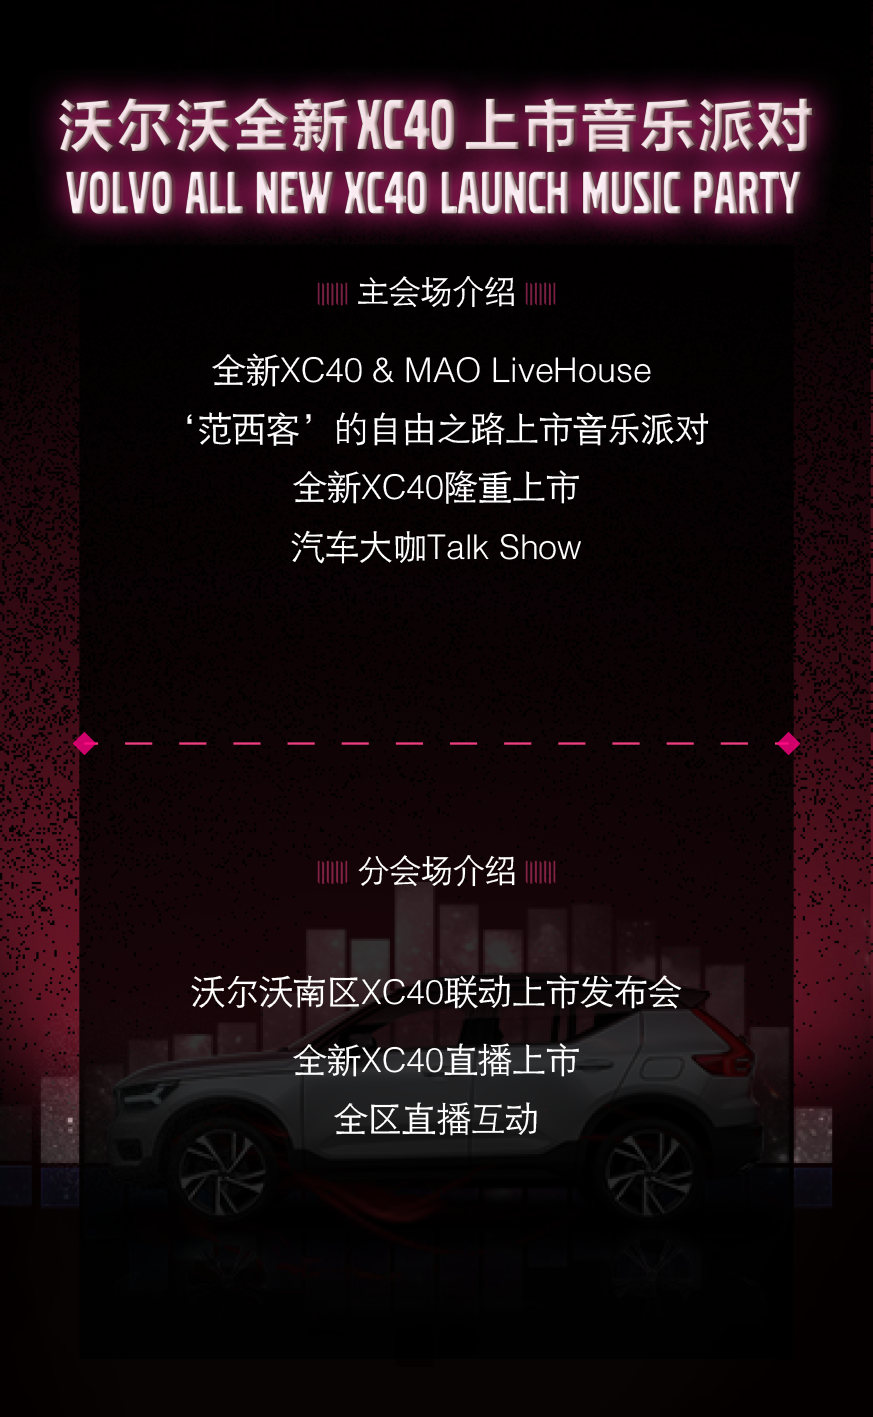 沃尔沃全新XC40上市音乐派对
VOLVO ALL NEW XC40 LAUNCH MUSIC PARTY
主会场介绍
全新XC40 & MAO LiveHouse
‘范西客’的自由之路上市音乐派对
全新XC40隆重上市
汽车大咖Talk Show
分会场介绍
沃尔沃南区XC40联动上市发布会
全新XC40直播上市
全区直播互动